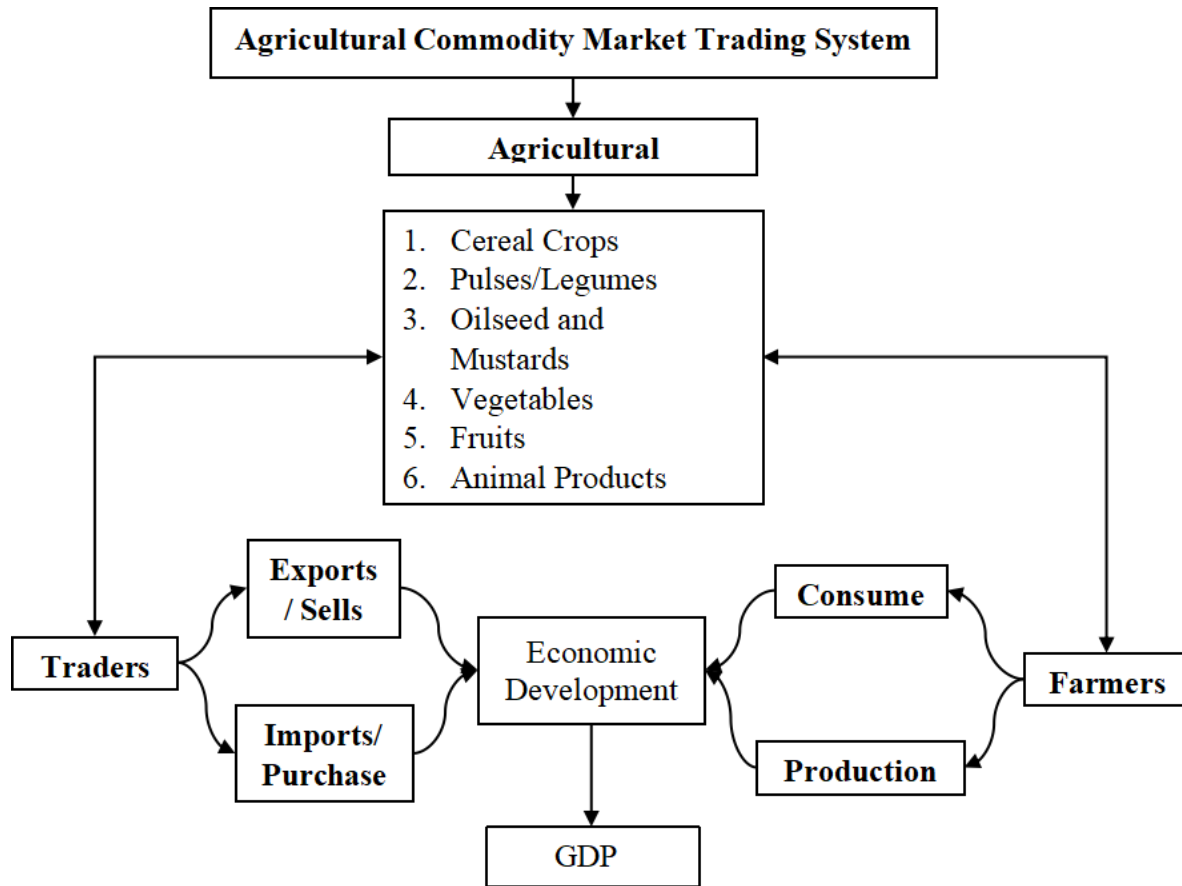 Agricultural Commodity Market Trading System
Agricultural
1. Cereal Crops
2. Pulses/Legumes
3. Oilseed and
Mustards
4. Vegetables
5. Fruits
6. Animal Products
Exports
/ Sells
Consume
Traders
Economic
Development
Farmers
Imports/
Purchase
Production
GDP